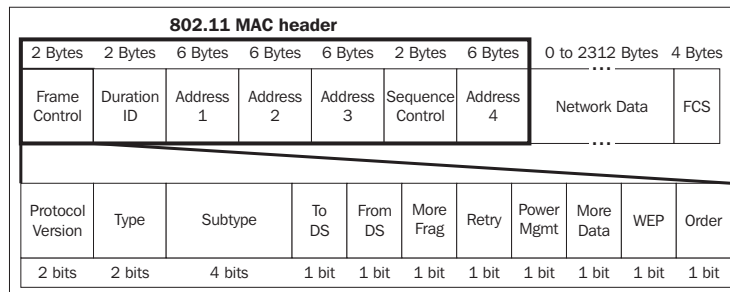 802.11 MAC header
2 Bytes 2 Bytes 6 Bytes 6 Bytes 6 Bytes 2 Bytes 6 Bytes 0 to 2312 Bytes 4 Bytes
...
Frame Duration Address Address Address Sequence Address Network Data FCS
Control ID 1 2 3 Control 4
...
Protocol Type Subtype To From More Retry Power More WEP Order
Version DS DS Frag Mgmt Data
2 bits 2 bits 4 bits 1 bit 1 bit 1 bit 1 bit 1 bit 1 bit 1 bit 1 bit